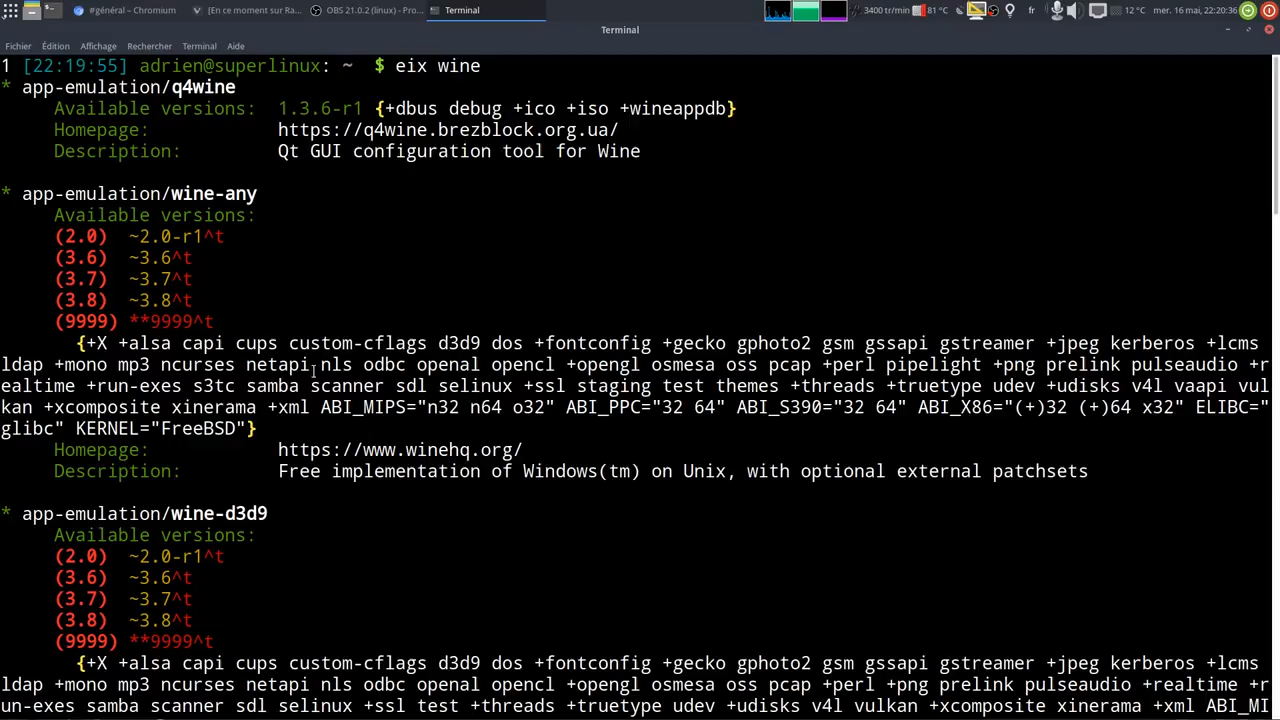 #général ~ Chromium
[En ce moment sur Ra...
OBS 21.0.2 (linux) - Pro...
Terminal
3400 tr/min
81 °C
fr
12 °C
mer. 16 mai, 22:20:36
Terminal
Fichier Édition Affichage Rechercher Terminal Aide
1 [22:19:55] adrien@superlinux: ~ $ eix wine
* app-emulation/q4wine
Available versions: 1.3.6-r1 {+dbus debug +ico +iso +wineappdb}
Homepage: https://q4wine.brezblock.org.ua/
Description: Qt GUI configuration tool for Wine
* app-emulation/wine-any
Available versions:
(2.0) ~2.0-r1^t
(3.6) ~3.6^t
(3.7) ~3.7^t
(3.8) ~3.8^t
(9999) **9999^t
{+X +alsa capi cups custom-cflags d3d9 dos +fontconfig +gecko gphoto2 gsm gssapi gstreamer +jpeg kerberos +lcms
ldap +mono mp3 ncurses netapi nls odbc openal opencl +opengl osmesa oss pcap +perl pipelight +png prelink pulseaudio +r
ealtime +run-exes s3tc samba scanner sdl selinux +ssl staging test themes +threads +truetype udev +udisks v4l vaapi vul
kan +xcomposite xinerama +xml ABI_MIPS="n32 n64 o32" ABI_PPC="32 64" ABI_S390="32 64" ABI_X86="(+)32 (+)64 x32" ELIBC="
glibc" KERNEL="FreeBSD"}
Homepage: https://www.winehq.org/
Description: Free implementation of Windows(tm) on Unix, with optional external patchsets
* app-emulation/wine-d3d9
Available versions:
(2.0) ~2.0-r1^t
(3.6) ~3.6^t
(3.7) ~3.7^t
(3.8) ~3.8^t
(9999) **9999^t
{+X +alsa capi cups custom-cflags d3d9 dos +fontconfig +gecko gphoto2 gsm gssapi gstreamer +jpeg kerberos +lcms
ldap +mono mp3 ncurses netapi nls odbc openal opencl +opengl osmesa oss pcap +perl +png prelink pulseaudio +realtime +r
un-exes samba scanner sdl selinux +ssl test +threads +truetype udev +udisks v4l vulkan +xcomposite xinerama +xml ABI_MI